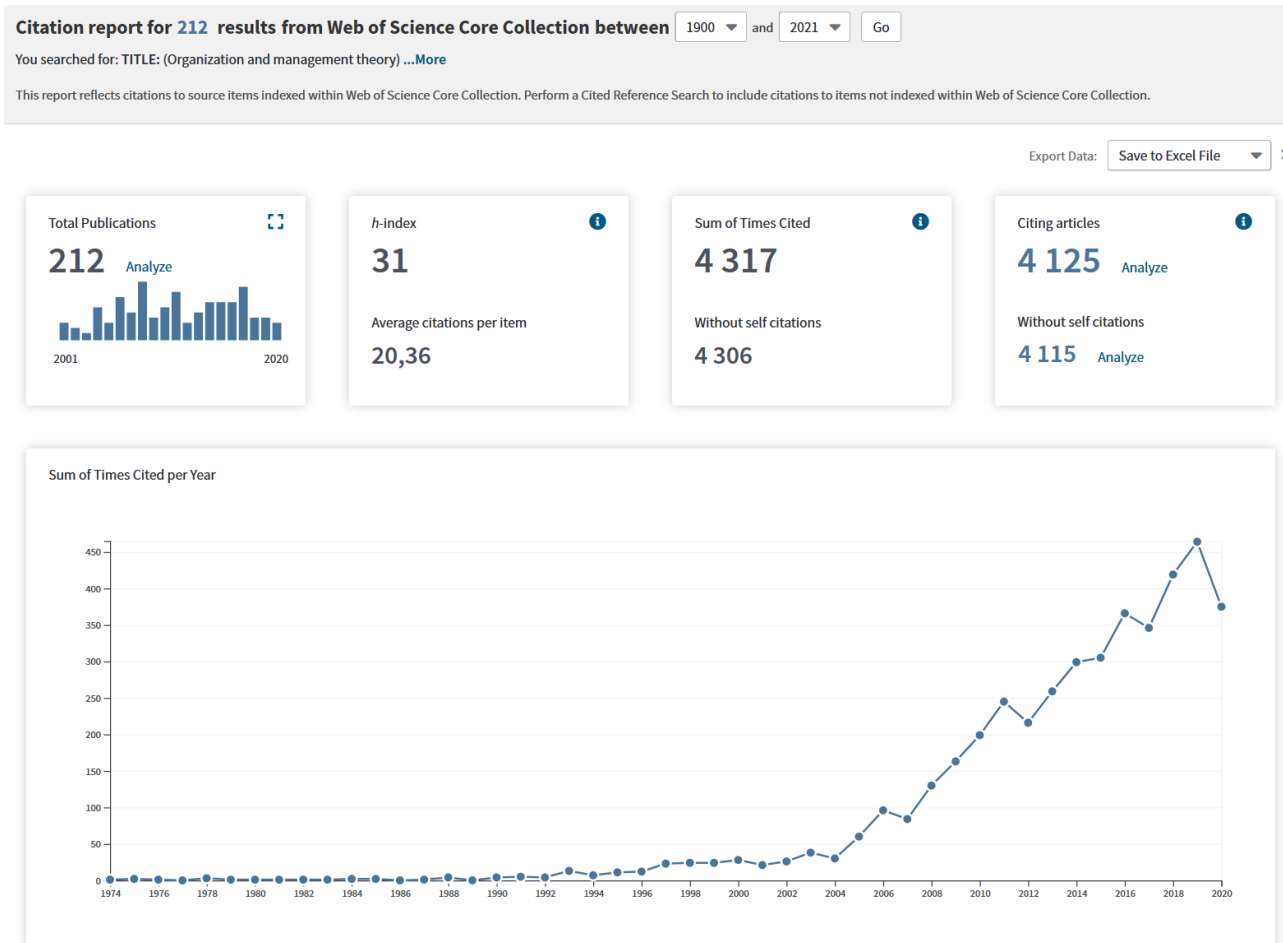 Citation report for 212 results from Web of Science Core Collection between 1900 and 2021 Go
You searched for: TITLE: (Organization and management theory) ...More
This report reflects citations to source items indexed within Web of Science Core Collection. Perform a Cited Reference Search to include citations to items not indexed within Web of Science Core Collection.
Export Data: Save to Excel File
Total Publications
212 Analyze
2001 2020
h-index
31
Average citations per item
20,36
Sum of Times Cited
4 317
Without self citations
4 306
Citing articles
4 125 Analyze
Without self citations
4 115 Analyze
Sum of Times Cited per Year
450
400
350
300
250
200
150
100
50
0
1974 1976 1978 1980 1982 1984 1986 1988 1990 1992 1994 1996 1998 2000 2002 2004 2006 2008 2010 2012 2014 2016 2018 2020